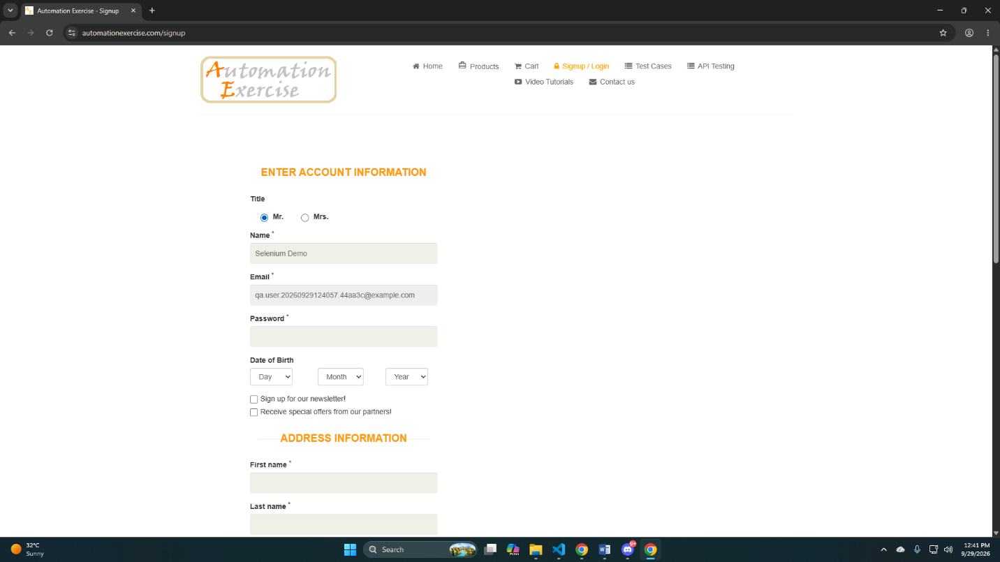 Automation Exercise - Signup
automationexercise.com/signup
Automation Exercise
Home Products Cart Signup / Login Test Cases API Testing
Video Tutorials Contact us
ENTER ACCOUNT INFORMATION
Title
Mr. Mrs.
Name *
Selenium Demo
Email *
qa.user.20260929124057.44aa3c@example.com
Password *
Date of Birth
Day Month Year
Sign up for our newsletter!
Receive special offers from our partners!
ADDRESS INFORMATION
First name *
Last name *
32°C
Sunny
Search
9+
12:41 PM
9/29/2026